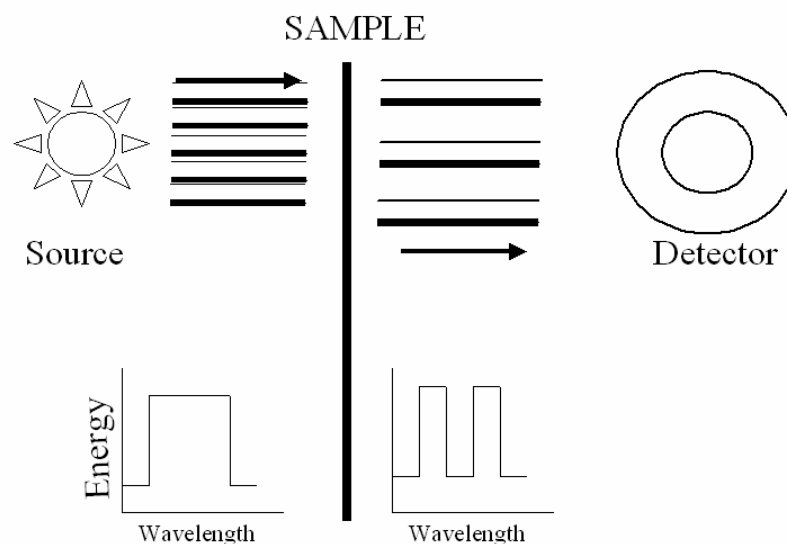 SAMPLE
Source
Detector
Energy
Wavelength
Wavelength